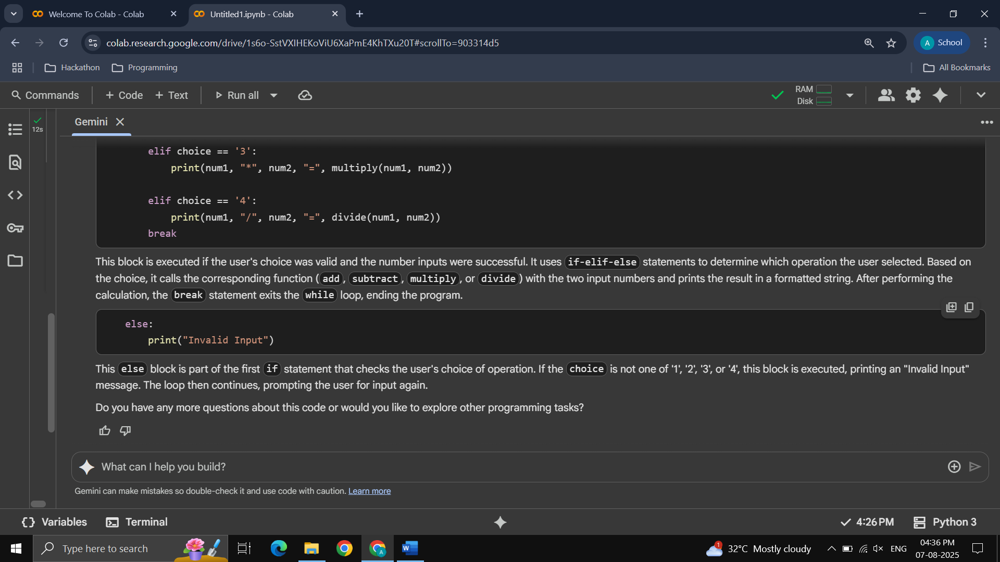 Welcome To Colab - Colab
Untitled1.ipynb - Colab
colab.research.google.com/drive/1s6o-SstVXIHEKoViU6XaPmE4KhTXu20T#scrollTo=903314d5
A School
Hackathon
Programming
All Bookmarks
Commands
+ Code
+ Text
Run all
RAM
Disk
12s
Gemini
elif choice == '3':
print(num1, "*", num2, "=", multiply(num1, num2))
elif choice == '4':
print(num1, "/", num2, "=", divide(num1, num2))
break
This block is executed if the user's choice was valid and the number inputs were successful. It uses if-elif-else statements to determine which operation the user selected. Based on
the choice, it calls the corresponding function ( add , subtract , multiply , or divide ) with the two input numbers and prints the result in a formatted string. After performing the
calculation, the break statement exits the while loop, ending the program.
else:
print("Invalid Input")
This else block is part of the first if statement that checks the user's choice of operation. If the choice is not one of '1', '2', '3', or '4', this block is executed, printing an "Invalid Input"
message. The loop then continues, prompting the user for input again.
Do you have any more questions about this code or would you like to explore other programming tasks?
What can I help you build?
Gemini can make mistakes so double-check it and use code with caution. Learn more
{} Variables
Terminal
4:26 PM
Python 3
Type here to search
1
32°C Mostly cloudy
ENG
04:36 PM
07-08-2025